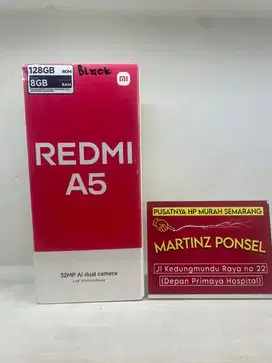 128GB ROM
8GB RAM
Black
mi
REDMI
A5
32MP AI dual camera
PUSATNYA HP MURAH SEMARANG
MARTINZ PONSEL
Jl Kedungmundu Raya no 22
(Depan Primaya Hospital)